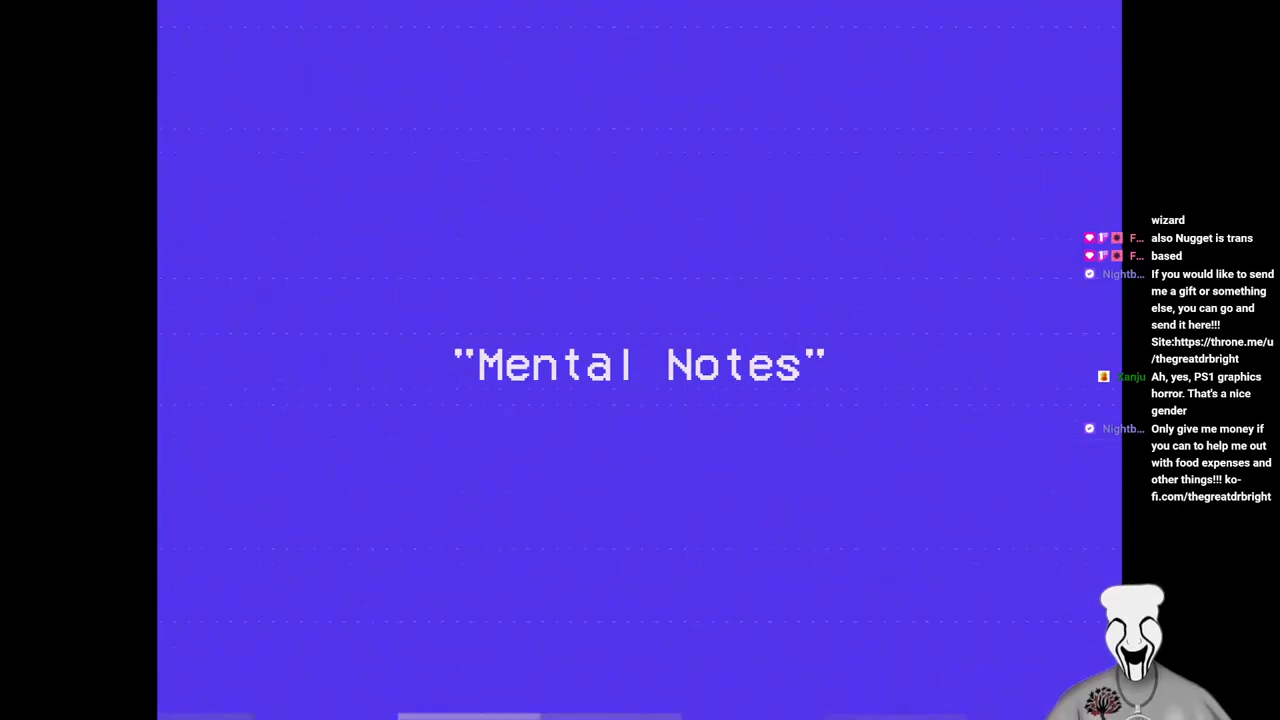 "Mental Notes"
wizard
F... also Nugget is trans
F... based
Nightb... If you would like to send
me a gift or something
else, you can go and
send it here!!!
Site:https://throne.me/u
/thegreatdrbright
Kanju Ah, yes, PS1 graphics
horror. That's a nice
gender
Nightb... Only give me money if
you can to help me out
with food expenses and
other things!!! ko-
fi.com/thegreatdrbright